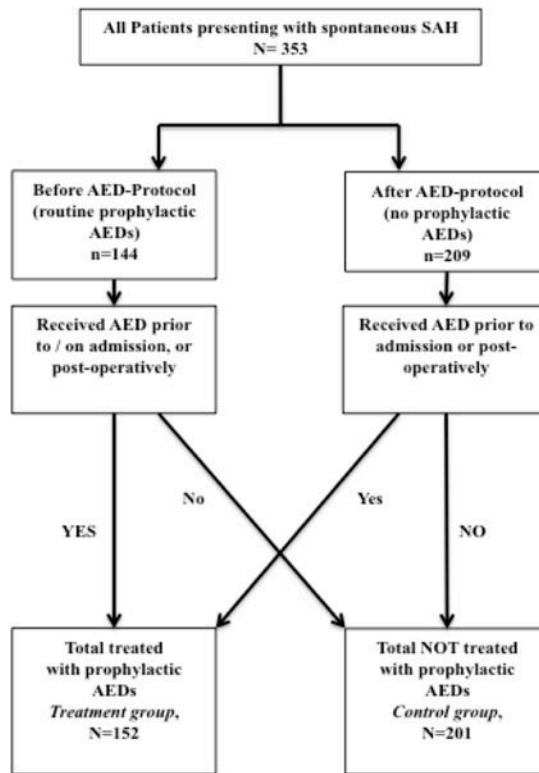 All Patients presenting with spontaneous SAH
N= 353
Before AED-Protocol
(routine prophylactic
AEDs)
n=144
After AED-protocol
(no prophylactic
AEDs)
n=209
Received AED prior
to / on admission, or
post-operatively
Received AED prior to
admission or post-
operatively
No
Yes
YES
NO
Total treated
with prophylactic
AEDs
Treatment group,
N=152
Total NOT treated
with prophylactic
AEDs
Control group,
N=201